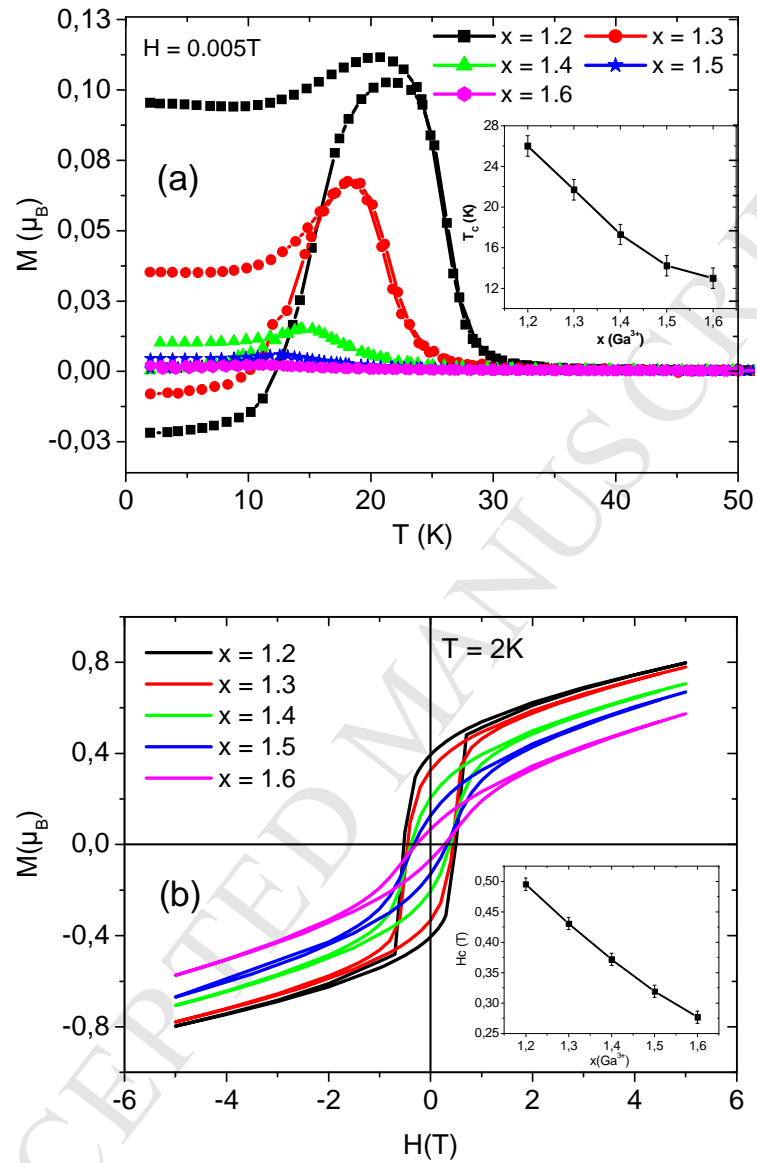 0,13
0,10
0,08
0,05
0,03
0,00
-0,03
M (μB)
H = 0.005T
x = 1.2 x = 1.3
x = 1.4 x = 1.5
x = 1.6
(a)
28
24
20
16
12
Tc (K)
1,2 1,3 1,4 1,5 1,6
x (Ga3+)
0 10 20 30 40 50
T (K)
0,8
0,4
0,0
-0,4
-0,8
M(μB)
x = 1.2
x = 1.3
x = 1.4
x = 1.5
x = 1.6
T = 2K
(b)
0,50
0,45
0,40
0,35
0,30
0,25
Hc (T)
1,2 1,3 1,4 1,5 1,6
x(Ga3+)
-6 -4 -2 0 2 4 6
H(T)
CEPTED MANUSCRIP